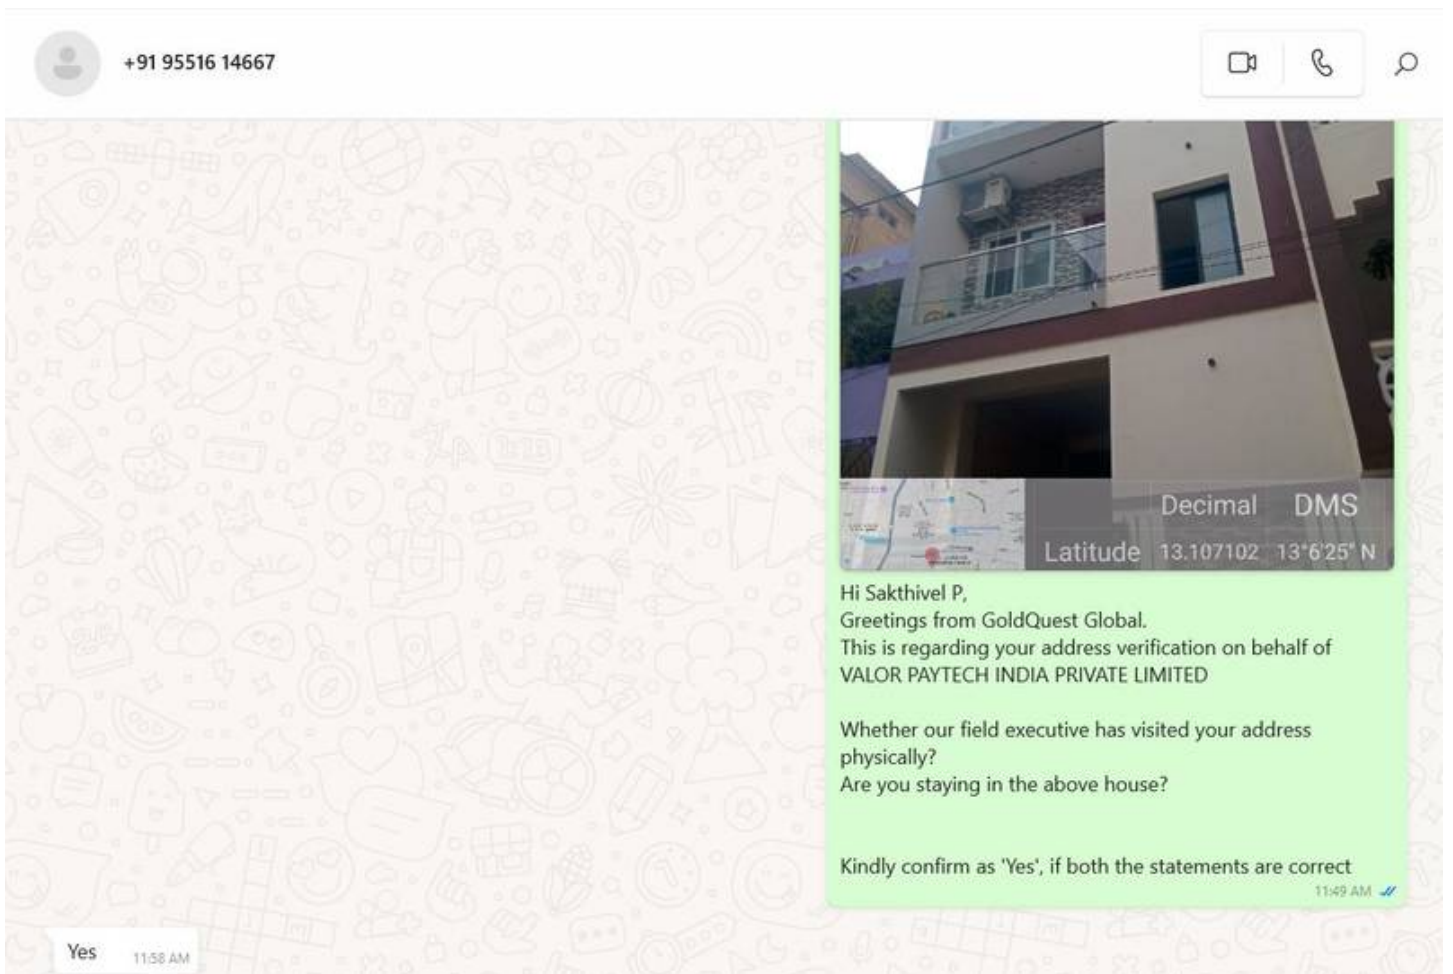 +91 95516 14667
Decimal DMS
Latitude 13.107102 13°6'25" N
Hi Sakthivel P,
Greetings from GoldQuest Global.
This is regarding your address verification on behalf of
VALOR PAYTECH INDIA PRIVATE LIMITED
Whether our field executive has visited your address
physically?
Are you staying in the above house?
Kindly confirm as 'Yes', if both the statements are correct
11:49 AM
Yes 11:58 AM